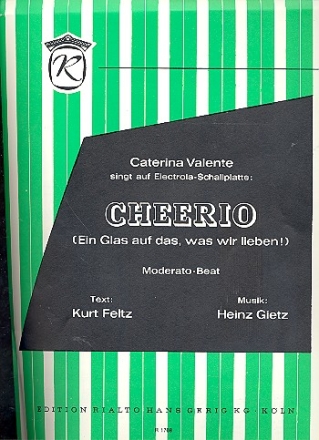 R
Caterina Valente
singt auf Electrola-Schallplatte:
CHEERIO
(Ein Glas auf das, was wir lieben!)
Moderato-Beat
Text: Musik:
Kurt Feltz Heinz Gietz
EDITION RIALTO HANS GERIG KG · KÖLN